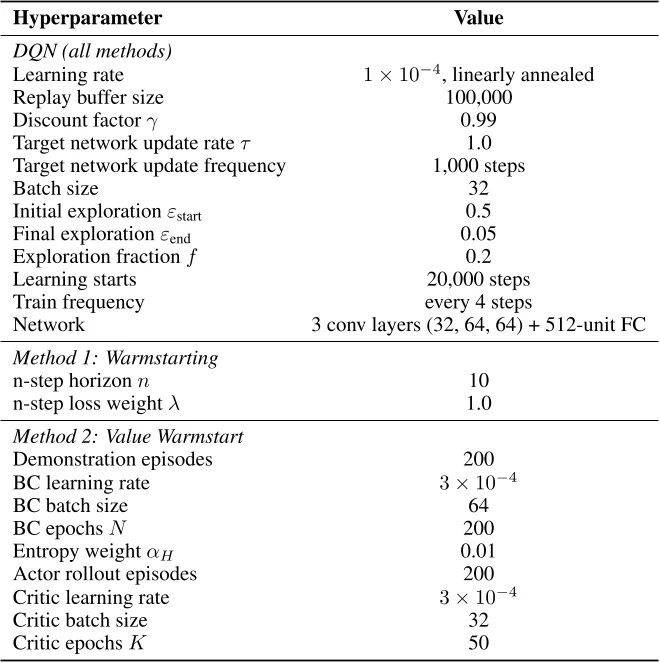 Hyperparameter Value
DQN (all methods)
Learning rate 1 × 10⁻⁴, linearly annealed
Replay buffer size 100,000
Discount factor γ 0.99
Target network update rate τ 1.0
Target network update frequency 1,000 steps
Batch size 32
Initial exploration ε_start 0.5
Final exploration ε_end 0.05
Exploration fraction f 0.2
Learning starts 20,000 steps
Train frequency every 4 steps
Network 3 conv layers (32, 64, 64) + 512-unit FC
Method 1: Warmstarting
n-step horizon n 10
n-step loss weight λ 1.0
Method 2: Value Warmstart
Demonstration episodes 200
BC learning rate 3 × 10⁻⁴
BC batch size 64
BC epochs N 200
Entropy weight α_H 0.01
Actor rollout episodes 200
Critic learning rate 3 × 10⁻⁴
Critic batch size 32
Critic epochs K 50